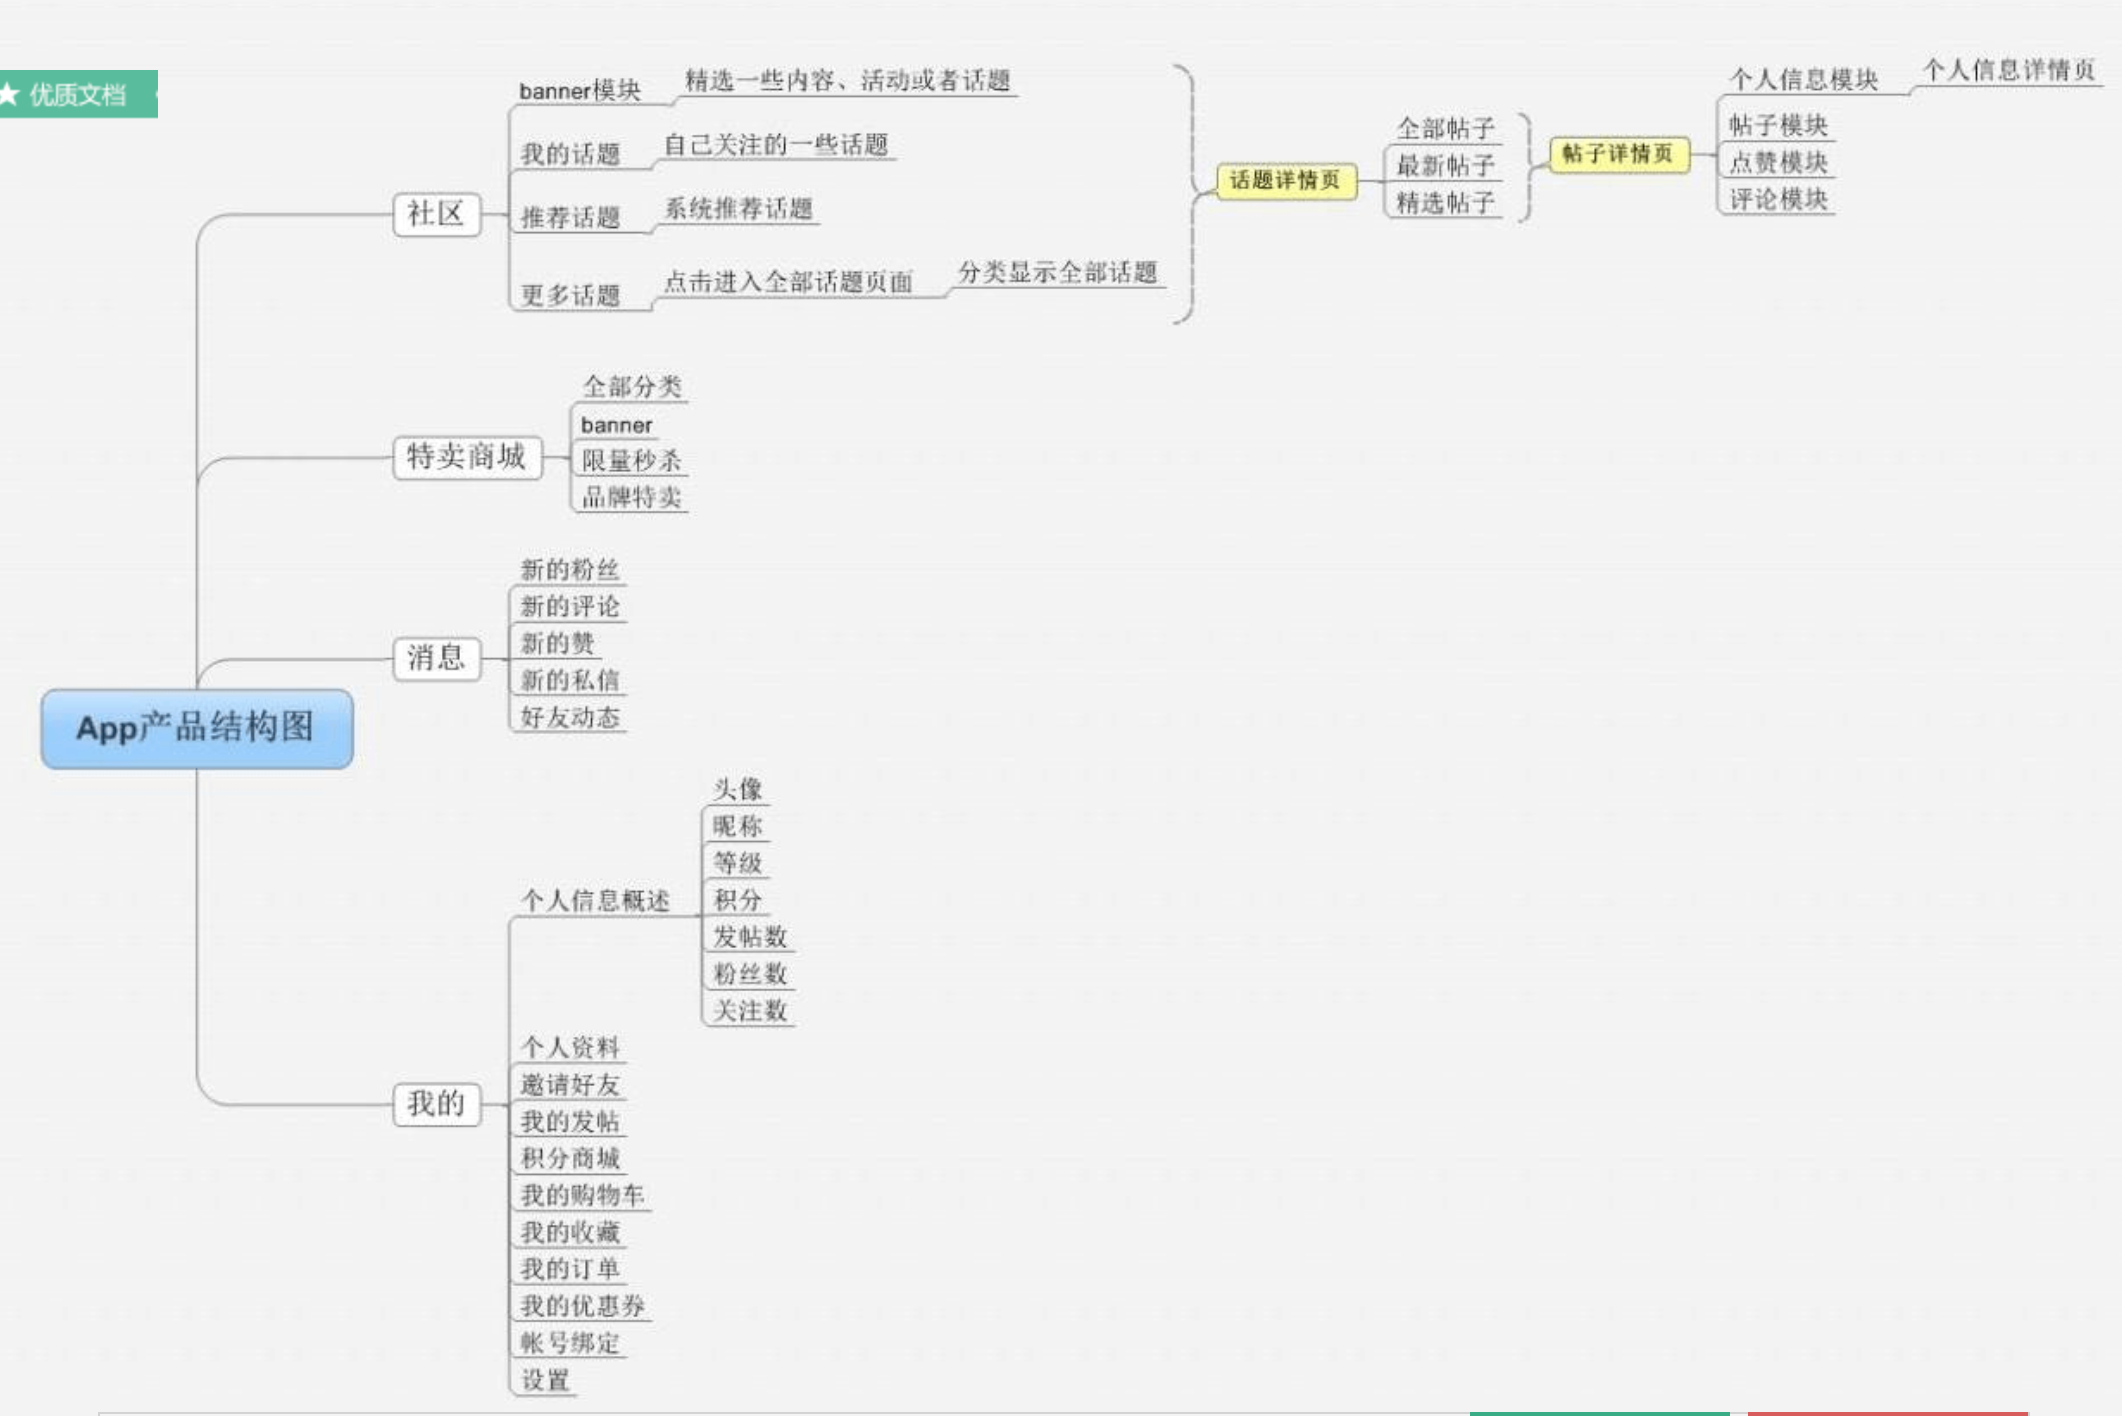 ★ 优质文档
App产品结构图
社区
banner模块
精选一些内容、活动或者话题
我的话题
自己关注的一些话题
推荐话题
系统推荐话题
更多话题
点击进入全部话题页面
分类显示全部话题
话题详情页
全部帖子
最新帖子
精选帖子
帖子详情页
个人信息模块
个人信息详情页
帖子模块
点赞模块
评论模块
特卖商城
全部分类
banner
限量秒杀
品牌特卖
消息
新的粉丝
新的评论
新的赞
新的私信
好友动态
我的
个人信息概述
头像
昵称
等级
积分
发帖数
粉丝数
关注数
个人资料
邀请好友
我的发帖
积分商城
我的购物车
我的收藏
我的订单
我的优惠券
帐号绑定
设置